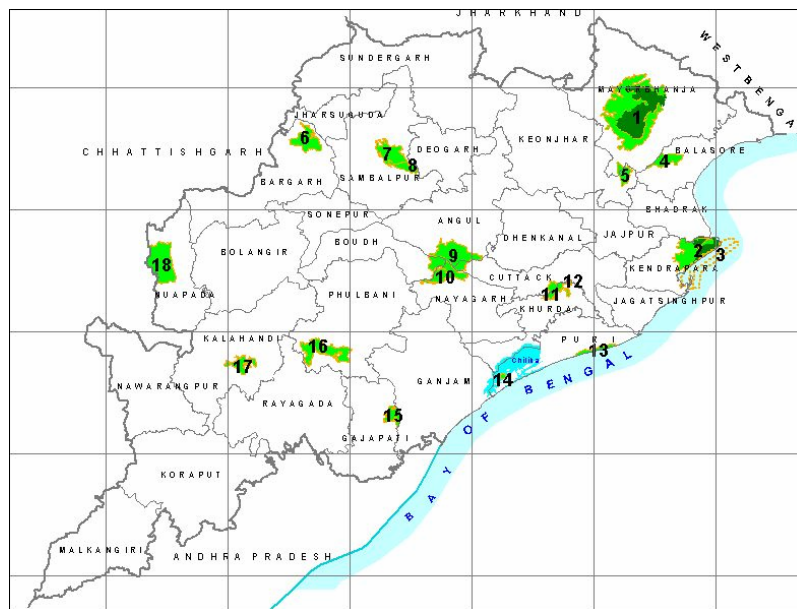 JHARKHAND
WESTBENGA
SUNDERGARH
MAYURBHANJA
1
JHARSUGUDA
6
CHHATTISHGARH
7
DEOGARH
8
KEONJHAR
BALASORE
4
5
BARGARH
SAMBALPUR
SONEPUR
ANGUL
BHADRAK
BOLANGIR
BOUDH
DHENKANAL
JAJPUR
2
3
18
9
KENDRAPARA
10
CUTTACK
12
11
NUAPADA
PHULBANI
NAYAGARH
KHURDA
JAGATSINGHPUR
KALAHANDI
16
PURI
13
17
Chilika
NAWARANGPUR
GANJAM
14
RAYAGADA
15
GAJAPATI
BAY OF BENGAL
KORAPUT
MALKANGIRI
ANDHRA PRADESH